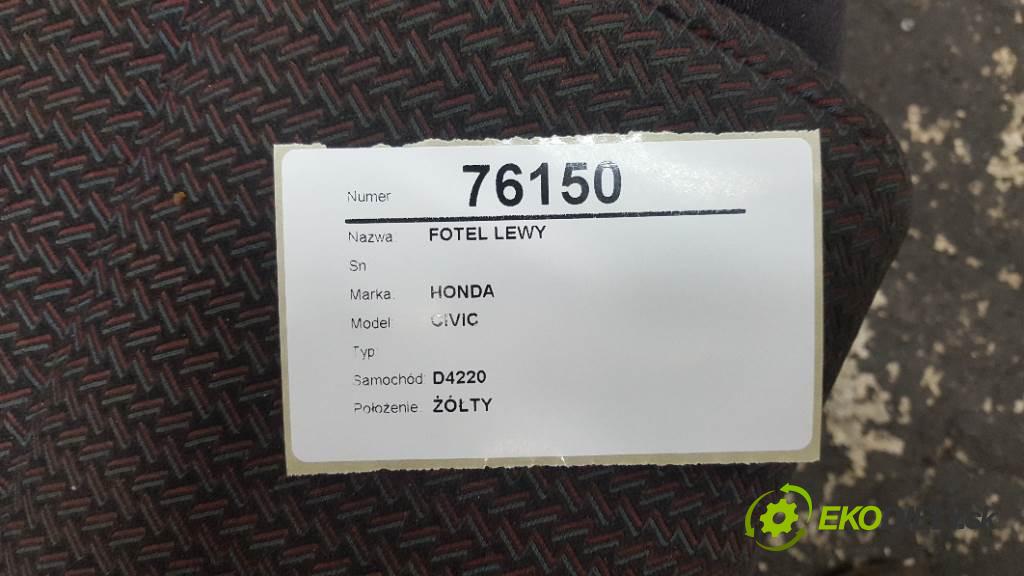 Numer 76150
Nazwa: FOTEL LEWY
Sn
Marka: HONDA
Model: CIVIC
Typ
Samochód: D4220
Położenie: ŻÓŁTY
EKO